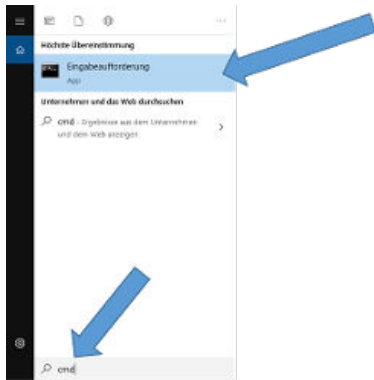 Höchste Übereinstimmung
Eingabeaufforderung
App
Unternehmen und das Web durchsuchen
cmd - Ergebnisse aus dem Unternehmen
und dem Web anzeigen
cmd